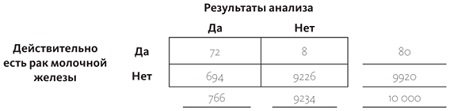 Результаты анализа
Да Нет
Действительно есть рак молочной железы
Да 72 8 80
Нет 694 9226 9920
766 9234 10 000